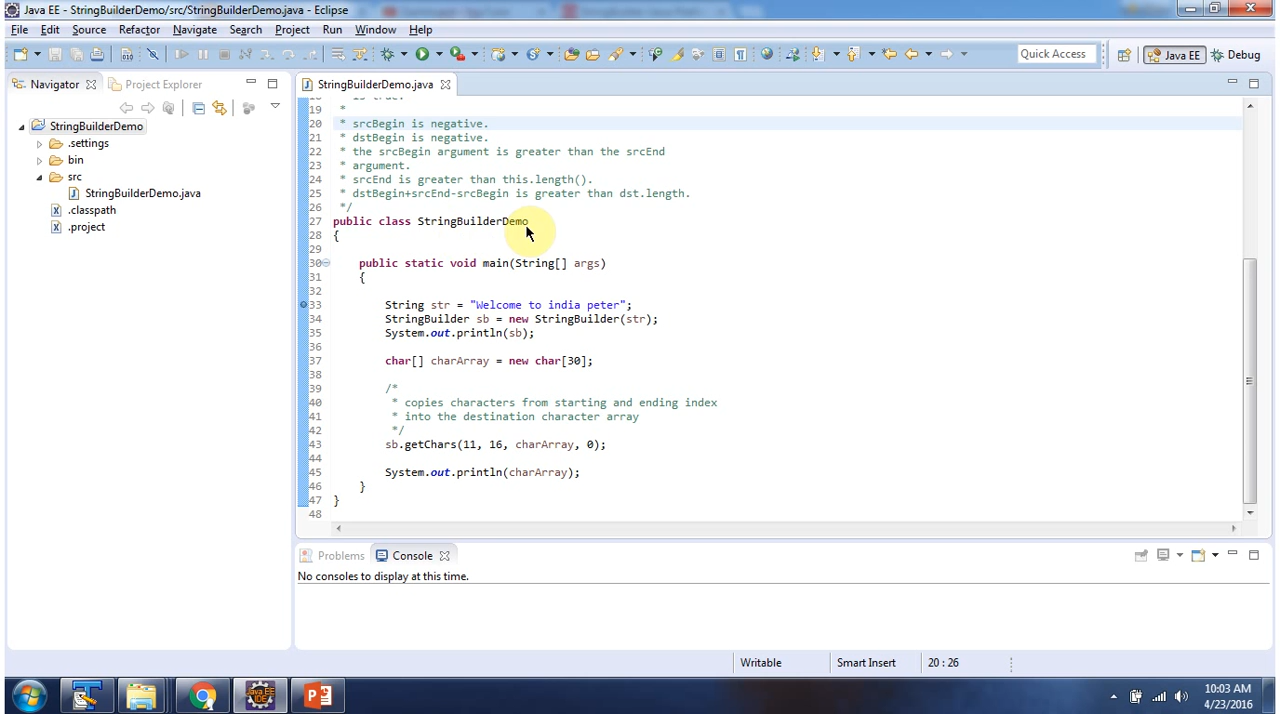 Java EE - StringBuilderDemo/src/StringBuilderDemo.java - Eclipse
File Edit Source Refactor Navigate Search Project Run Window Help
Quick Access
Java EE
Debug
Navigator
Project Explorer
StringBuilderDemo
.settings
bin
src
StringBuilderDemo.java
.classpath
.project
StringBuilderDemo.java
18 * is true.
19 *
20 * srcBegin is negative.
21 * dstBegin is negative.
22 * the srcBegin argument is greater than the srcEnd
23 * argument.
24 * srcEnd is greater than this.length().
25 * dstBegin+srcEnd-srcBegin is greater than dst.length.
26 */
27 public class StringBuilderDemo
28 {
29
30 public static void main(String[] args)
31 {
32
33 String str = "Welcome to india peter";
34 StringBuilder sb = new StringBuilder(str);
35 System.out.println(sb);
36
37 char[] charArray = new char[30];
38
39 /*
40 * copies characters from starting and ending index
41 * into the destination character array
42 */
43 sb.getChars(11, 16, charArray, 0);
44
45 System.out.println(charArray);
46 }
47 }
48
Problems
Console
No consoles to display at this time.
Writable
Smart Insert
20 : 26
10:03 AM
4/23/2016